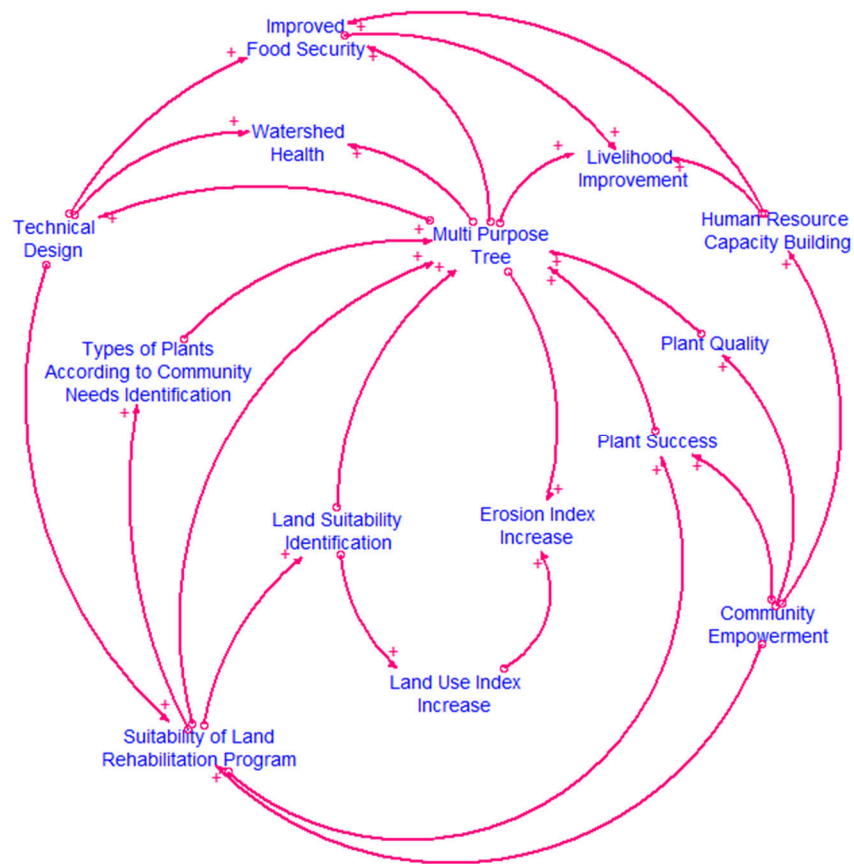 Improved
Food Security
Watershed
Health
Livelihood
Improvement
Technical
Design
Multi Purpose
Tree
Human Resource
Capacity Building
Types of Plants
According to Community
Needs Identification
Plant Quality
Plant Success
Land Suitability
Identification
Erosion Index
Increase
Community
Empowerment
Land Use Index
Increase
Suitability of Land
Rehabilitation Program